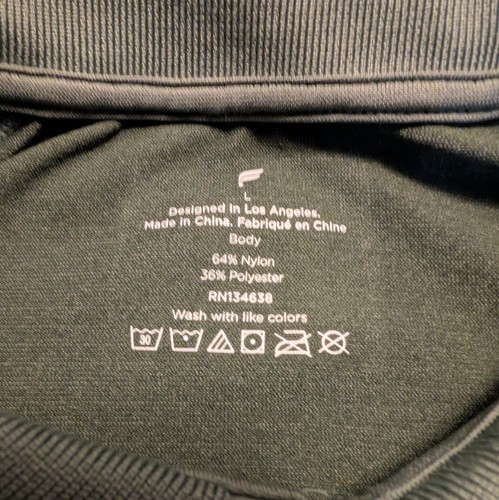 L
Designed in Los Angeles.
Made in China. Fabriqué en Chine
Body
64% Nylon
36% Polyester
RN134638
Wash with like colors
30